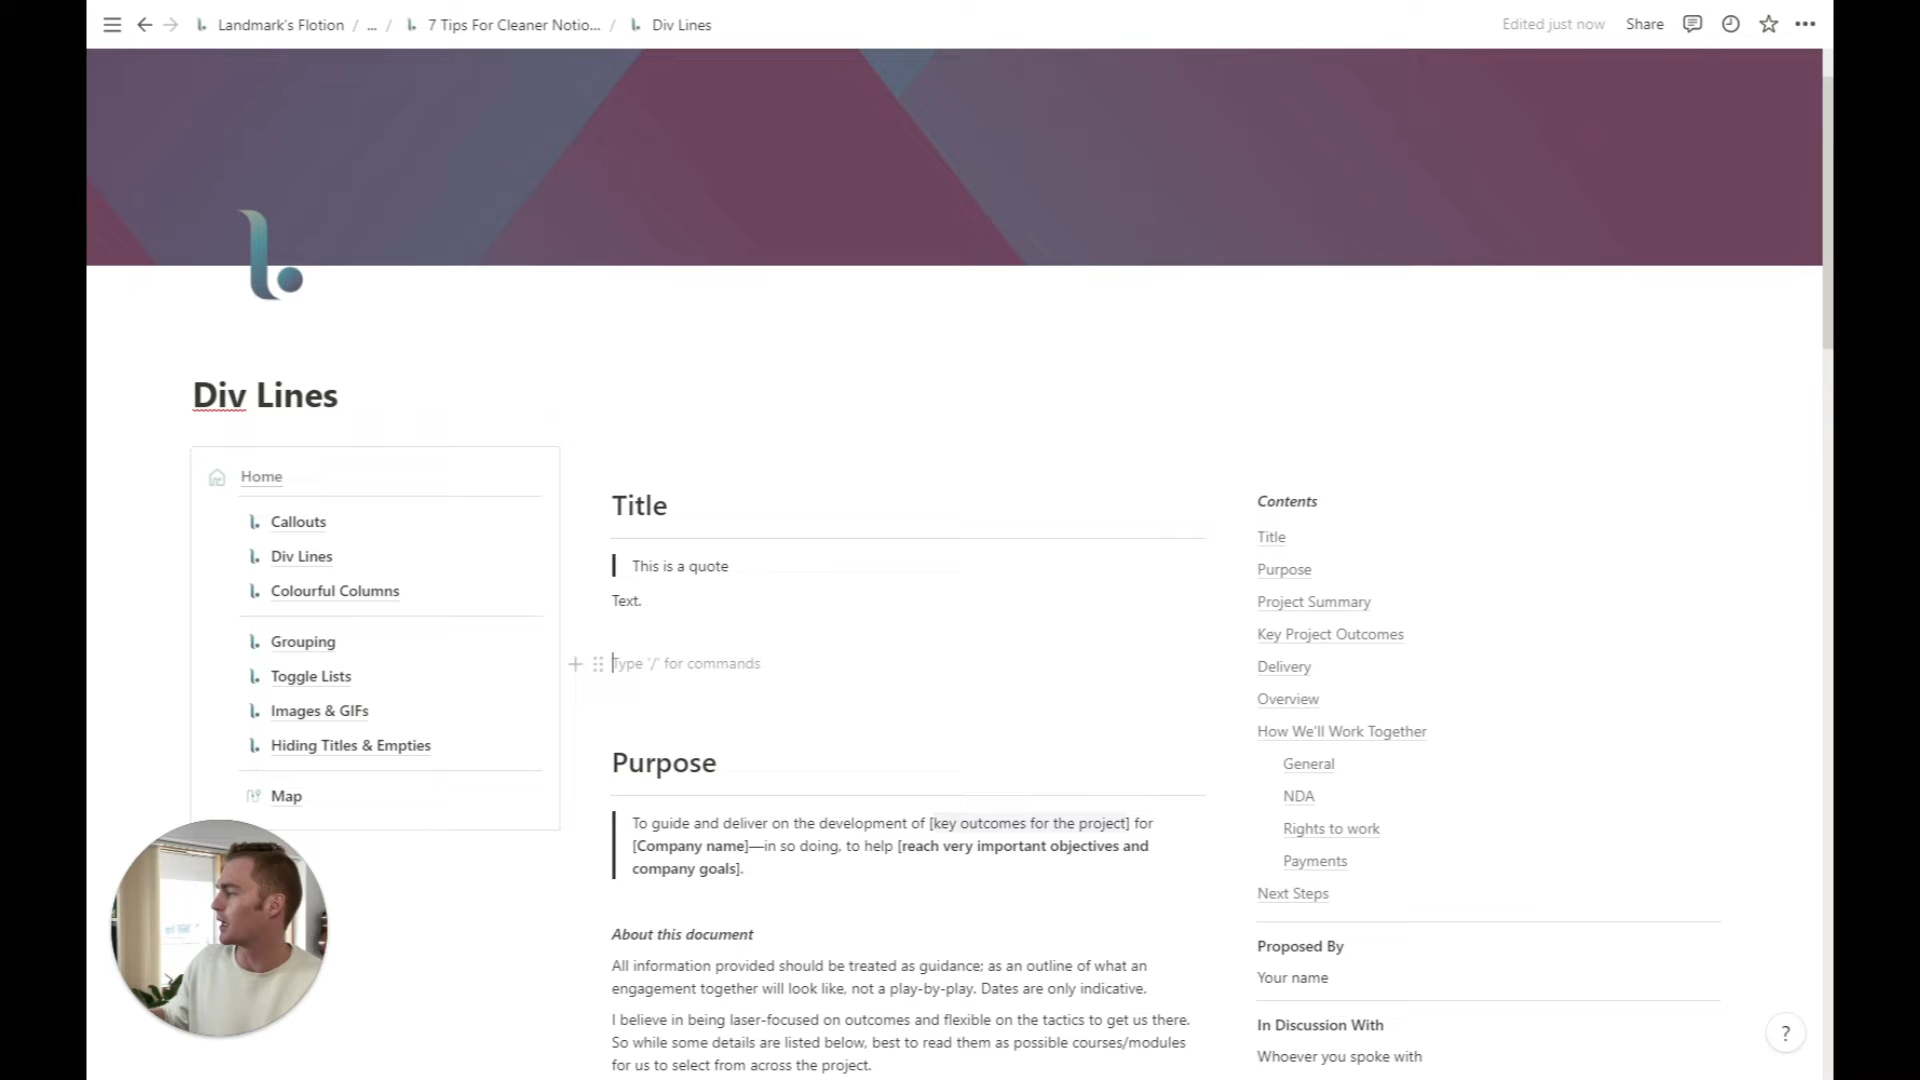 Landmark's Flotion / ... / 7 Tips For Cleaner Notio... / Div Lines
Edited just now Share
Div Lines
Home
Callouts
Div Lines
Colourful Columns
Grouping
Toggle Lists
Images & GIFs
Hiding Titles & Empties
Map
Title
This is a quote
Text.
Type '/' for commands
Purpose
To guide and deliver on the development of [key outcomes for the project] for
[Company name]—in so doing, to help [reach very important objectives and
company goals].
About this document
All information provided should be treated as guidance; as an outline of what an
engagement together will look like, not a play-by-play. Dates are only indicative.
I believe in being laser-focused on outcomes and flexible on the tactics to get us there.
So while some details are listed below, best to read them as possible courses/modules
for us to select from across the project.
Contents
Title
Purpose
Project Summary
Key Project Outcomes
Delivery
Overview
How We'll Work Together
General
NDA
Rights to work
Payments
Next Steps
Proposed By
Your name
In Discussion With
Whoever you spoke with
?